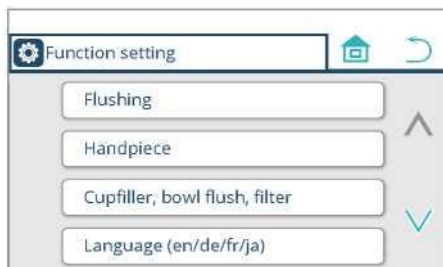 Function setting
Flushing
Handpiece
Cupfiller, bowl flush, filter
Language (en/de/fr/ja)